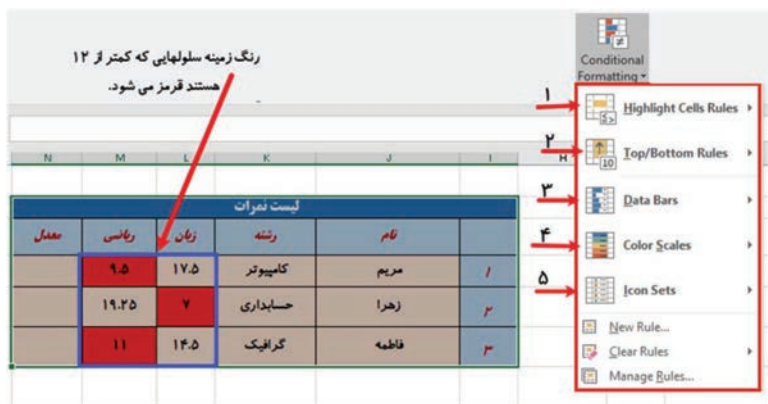 رنگ زمینه سلولهایی که کمتر از ۱۲
هستند قرمز می شود.
Conditional
Formatting
۱
Highlight Cells Rules
۲
Top/Bottom Rules
۳
Data Bars
۴
Color Scales
۵
Icon Sets
New Rule...
Clear Rules
Manage Rules...
N M L K J I H
لیست نمرات
نام رشته زبان ریاضی معدل
۱ مریم کامپیوتر ۱۷.۵ ۹.۵
۲ زهرا حسابداری ۷ ۱۹.۲۵
۳ فاطمه گرافیک ۱۴.۵ ۱۱